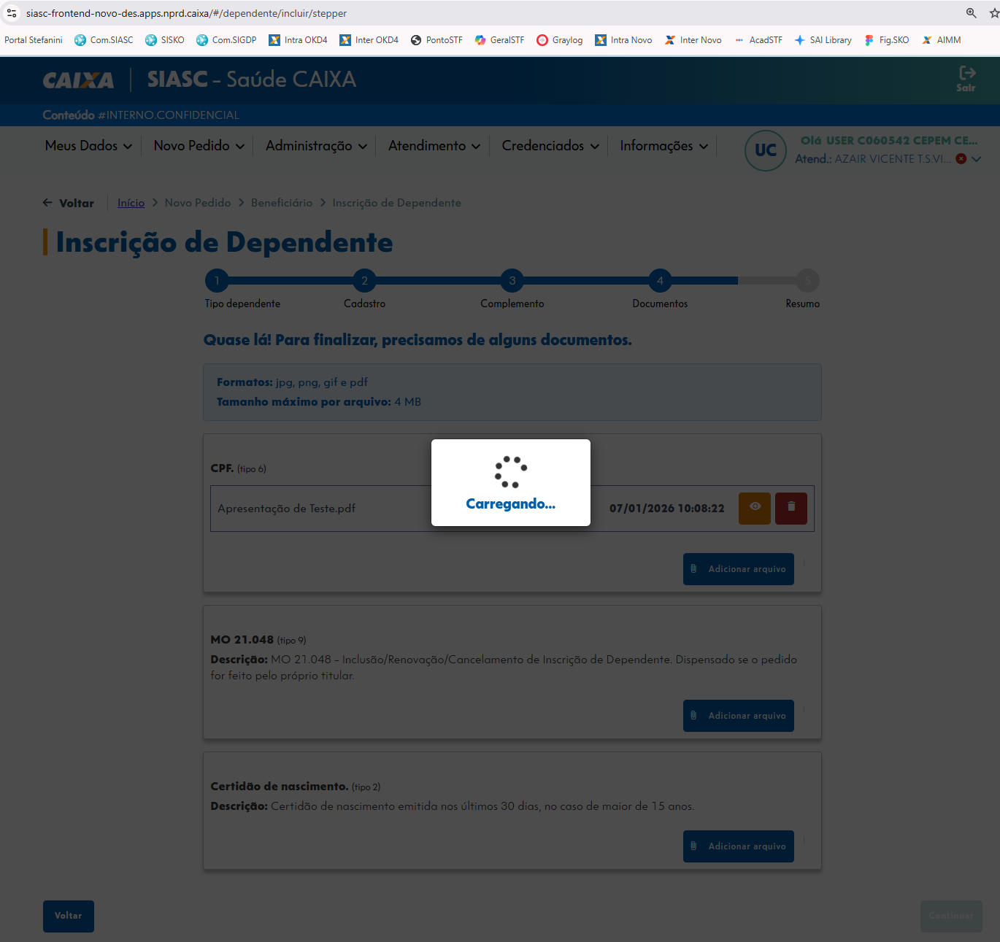 siasc-frontend-novo-des.apps.nprd.caixa/#/dependente/incluir/stepper
Portal Stefanini Com.SIASC SISKO Com.SIGDP Intra OKD4 Inter OKD4 PontoSTF GeralSTF Graylog Intra Novo Inter Novo AcadSTF SAI Library Fig.SKO AIMM
CAIXA SIASC - Saúde CAIXA
Sair
Conteúdo #INTERNO.CONFIDENCIAL
Meus Dados Novo Pedido Administração Atendimento Credenciados Informações
UC
Olá USER C060542 CEPEM CE...
Atend.: AZAIR VICENTE T.S.VI...
Voltar Início Novo Pedido Beneficiário Inscrição de Dependente
Inscrição de Dependente
1 2 3 4 5
Tipo dependente Cadastro Complemento Documentos Resumo
Quase lá! Para finalizar, precisamos de alguns documentos.
Formatos: jpg, png, gif e pdf
Tamanho máximo por arquivo: 4 MB
CPF. (tipo 6)
Apresentação de Teste.pdf 07/01/2026 10:08:22
Carregando...
Adicionar arquivo
MO 21.048 (tipo 9)
Descrição: MO 21.048 - Inclusão/Renovação/Cancelamento de Inscrição de Dependente. Dispensado se o pedido
for feito pelo próprio titular.
Adicionar arquivo
Certidão de nascimento. (tipo 2)
Descrição: Certidão de nascimento emitida nos últimos 30 dias, no caso de maior de 15 anos.
Adicionar arquivo
Voltar Continuar